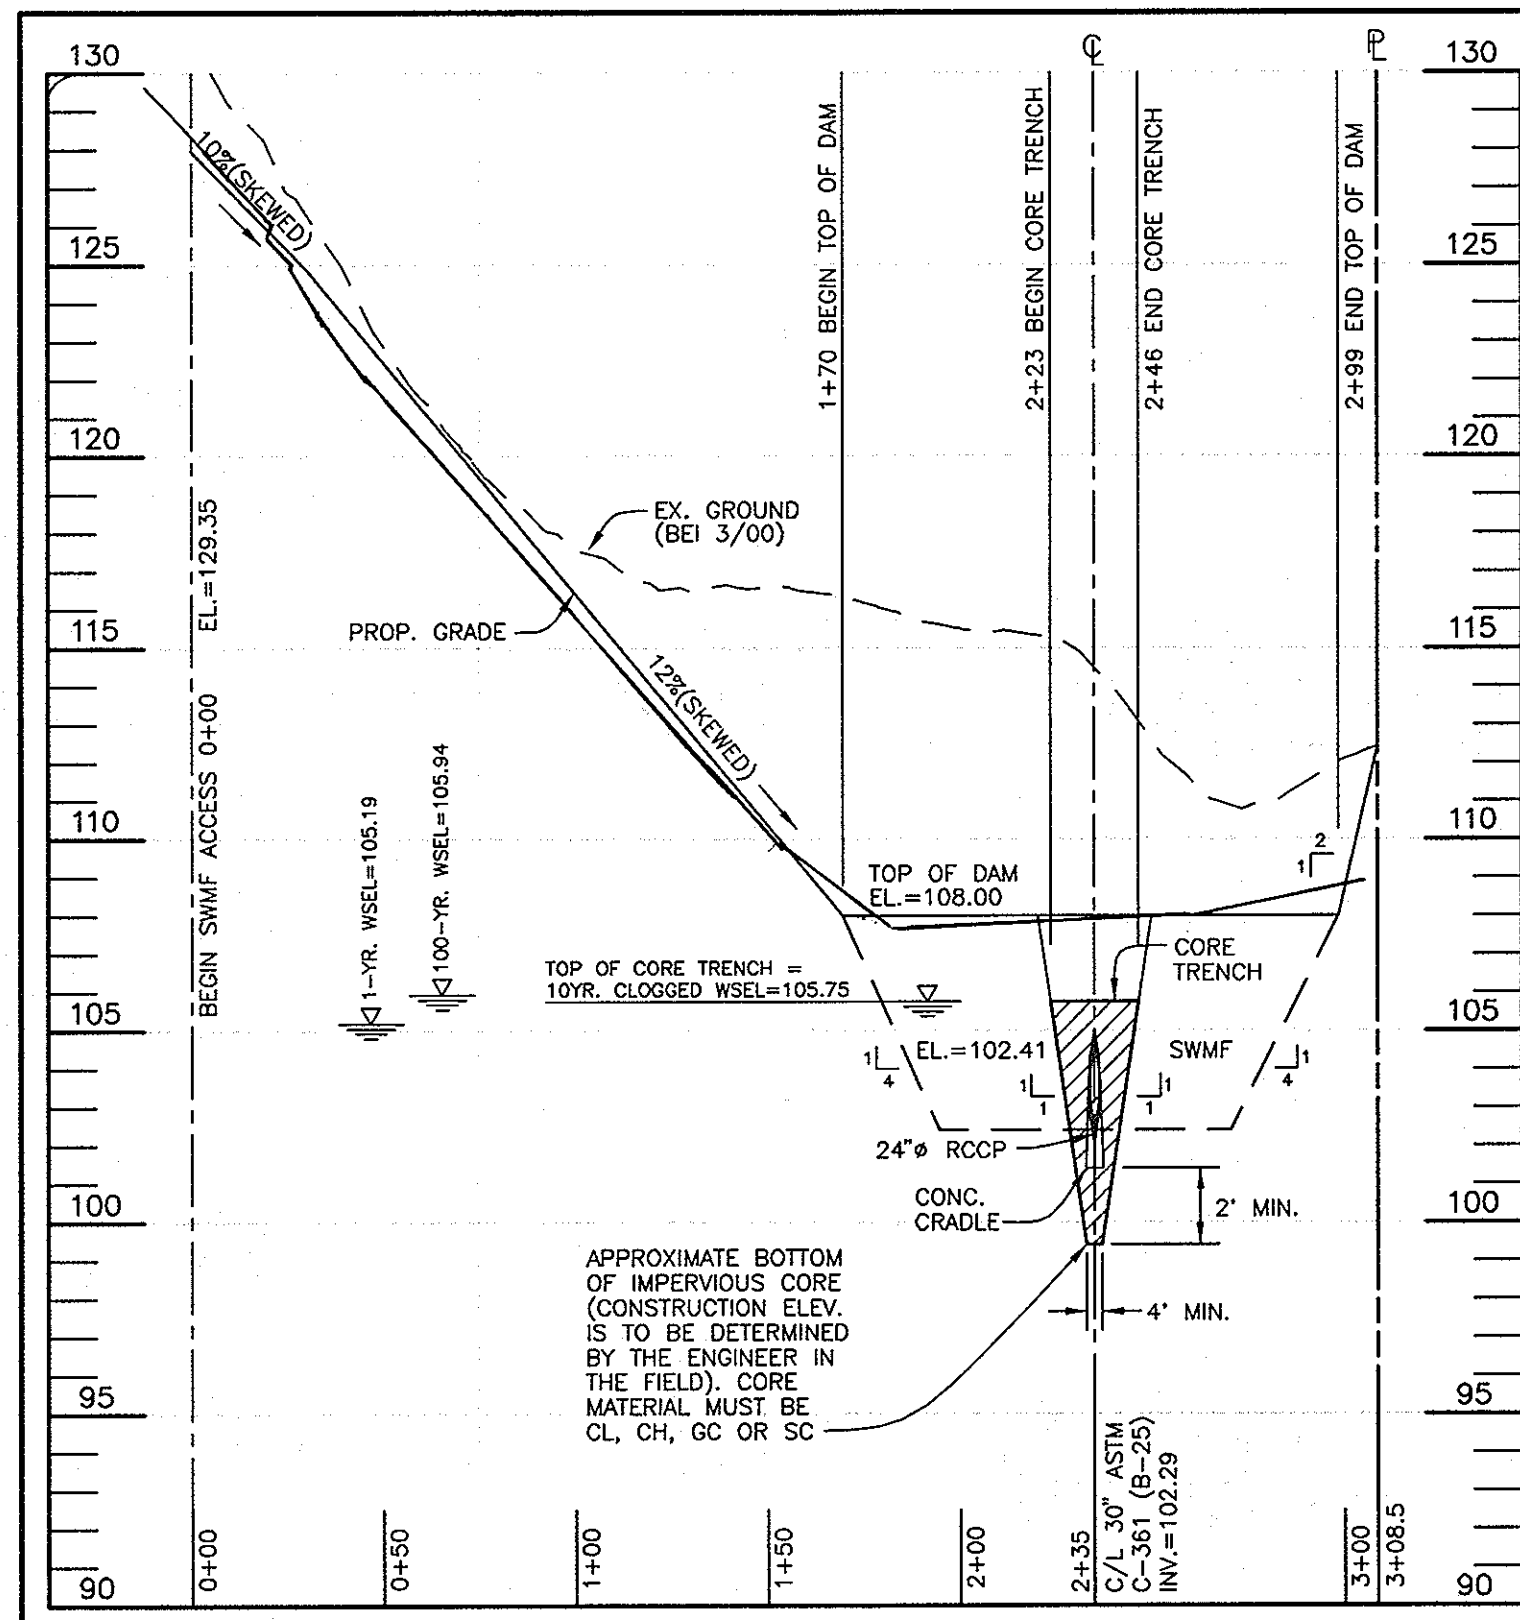 130
125
120
115
110
105
100
95
90
BEGIN SWMF ACCESS 0+00 EL.=129.35
10%(SKEWED)
EX. GROUND
(BEI 3/00)
PROP. GRADE
12%(SKEWED)
1-YR. WSEL=105.19
100-YR. WSEL=105.94
1+70 BEGIN TOP OF DAM
2+23 BEGIN CORE TRENCH
℄
2+46 END CORE TRENCH
2+99 END TOP OF DAM
PL
TOP OF DAM
EL.=108.00
2
1
TOP OF CORE TRENCH =
10YR. CLOGGED WSEL=105.75
CORE
TRENCH
1
4
EL.=102.41
1
1
SWMF
1
1
1
4
24"ø RCCP
CONC.
CRADLE
2' MIN.
4' MIN.
APPROXIMATE BOTTOM
OF IMPERVIOUS CORE
(CONSTRUCTION ELEV.
IS TO BE DETERMINED
BY THE ENGINEER IN
THE FIELD). CORE
MATERIAL MUST BE
CL, CH, GC OR SC
0+00
0+50
1+00
1+50
2+00
2+35
C/L 30" ASTM
C-361 (B-25)
INV.=102.29
3+00
3+08.5
130
125
120
115
110
105
100
95
90